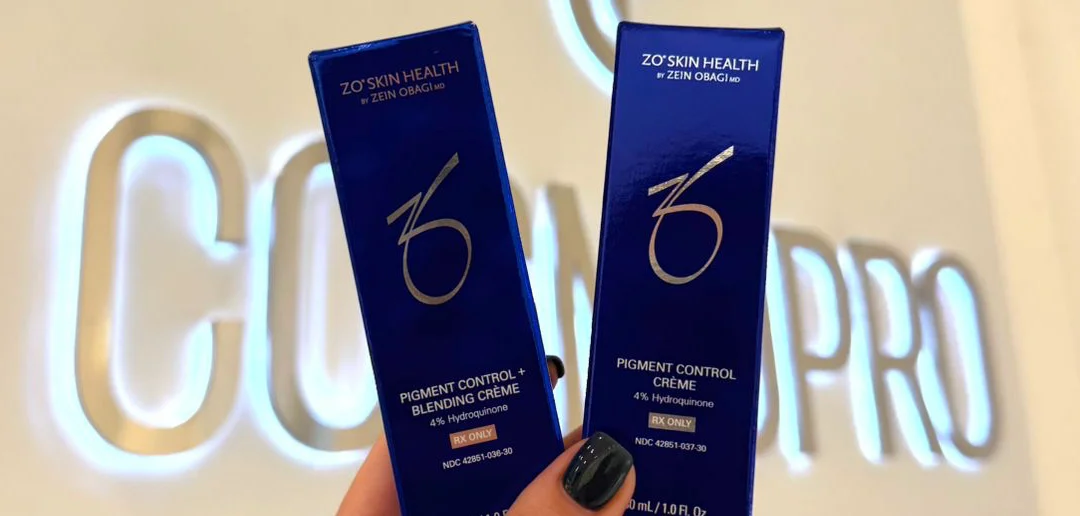 ZO® SKIN HEALTH
BY ZEIN OBAGI MD
PIGMENT CONTROL +
BLENDING CRÈME
4% Hydroquinone
RX ONLY
NDC 42851-036-30
ZO® SKIN HEALTH
BY ZEIN OBAGI MD
PIGMENT CONTROL
CRÈME
4% Hydroquinone
RX ONLY
NDC 42851-037-30
mL / 1.0 Fl. Oz
PRO